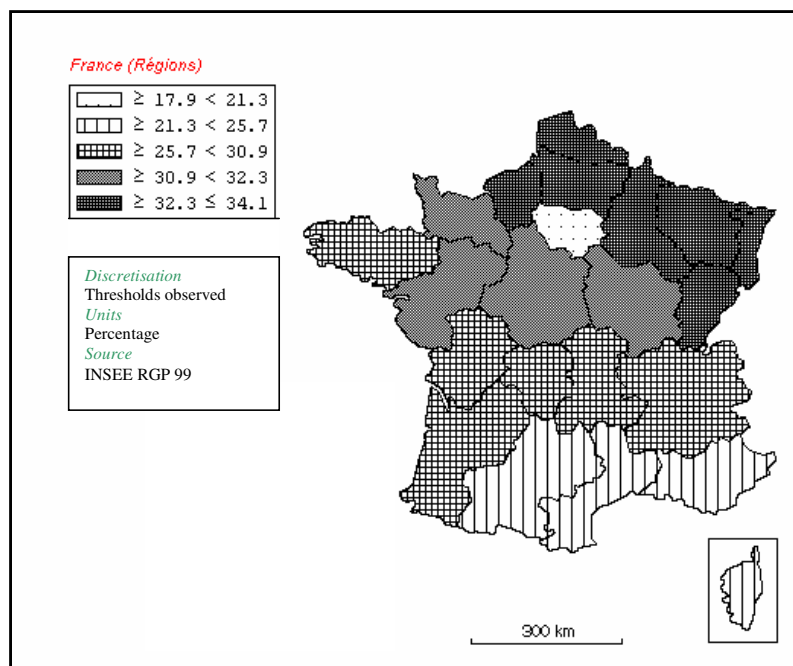 France (Régions)
≥ 17.9 < 21.3
≥ 21.3 < 25.7
≥ 25.7 < 30.9
≥ 30.9 < 32.3
≥ 32.3 ≤ 34.1
Discretisation
Thresholds observed
Units
Percentage
Source
INSEE RGP 99
300 km